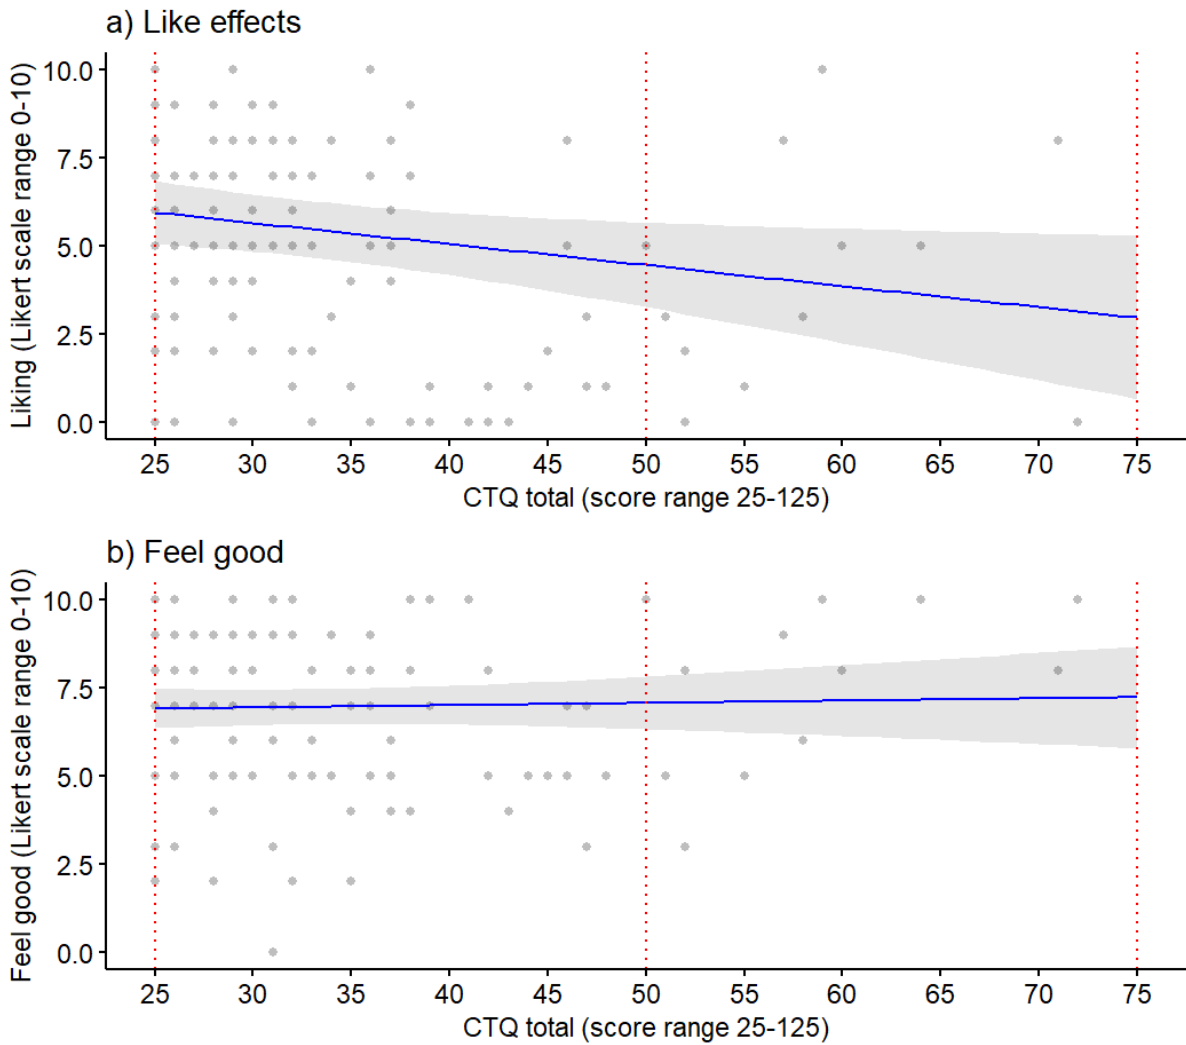 a) Like effects
Liking (Likert scale range 0-10)
10.0
7.5
5.0
2.5
0.0
25 30 35 40 45 50 55 60 65 70 75
CTQ total (score range 25-125)
b) Feel good
Feel good (Likert scale range 0-10)
10.0
7.5
5.0
2.5
0.0
25 30 35 40 45 50 55 60 65 70 75
CTQ total (score range 25-125)